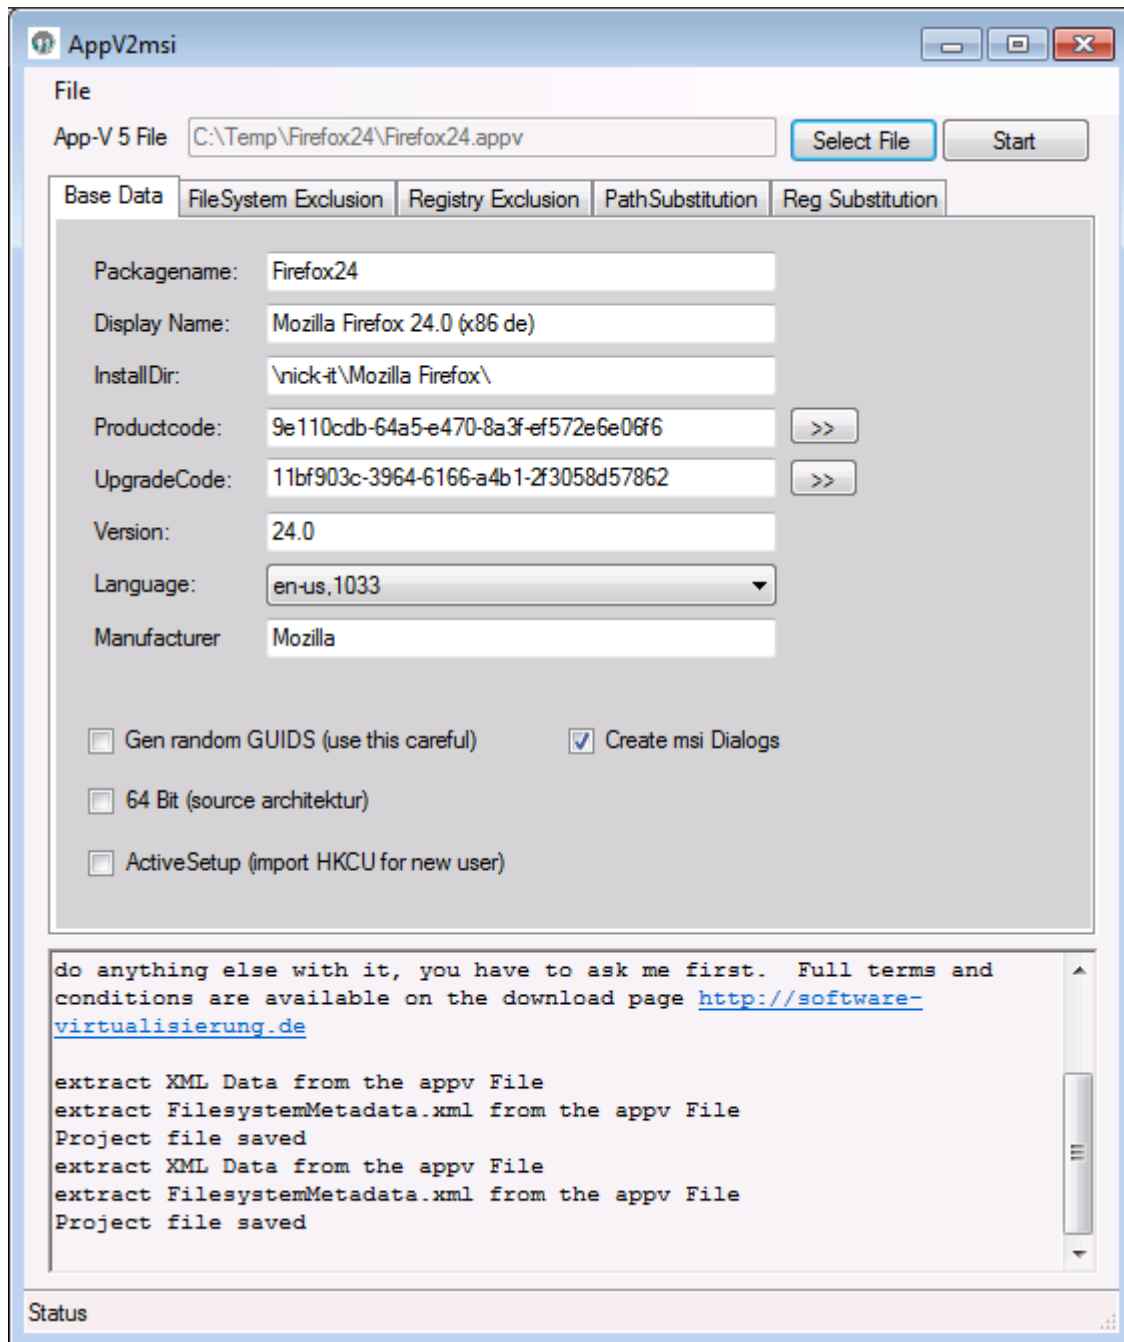 AppV2msi
File
App-V 5 File C:\Temp\Firefox24\Firefox24.appv Select File Start
Base Data FileSystem Exclusion Registry Exclusion PathSubstitution Reg Substitution
Packagename: Firefox24
Display Name: Mozilla Firefox 24.0 (x86 de)
InstallDir: \nick-it\Mozilla Firefox\
Productcode: 9e110cdb-64a5-e470-8a3f-ef572e6e06f6 >>
UpgradeCode: 11bf903c-3964-6166-a4b1-2f3058d57862 >>
Version: 24.0
Language: en-us,1033
Manufacturer Mozilla
Gen random GUIDS (use this careful) Create msi Dialogs
64 Bit (source architektur)
ActiveSetup (import HKCU for new user)
do anything else with it, you have to ask me first.  Full terms and
conditions are available on the download page http://software-
virtualisierung.de
extract XML Data from the appv File
extract FilesystemMetadata.xml from the appv File
Project file saved
extract XML Data from the appv File
extract FilesystemMetadata.xml from the appv File
Project file saved
Status